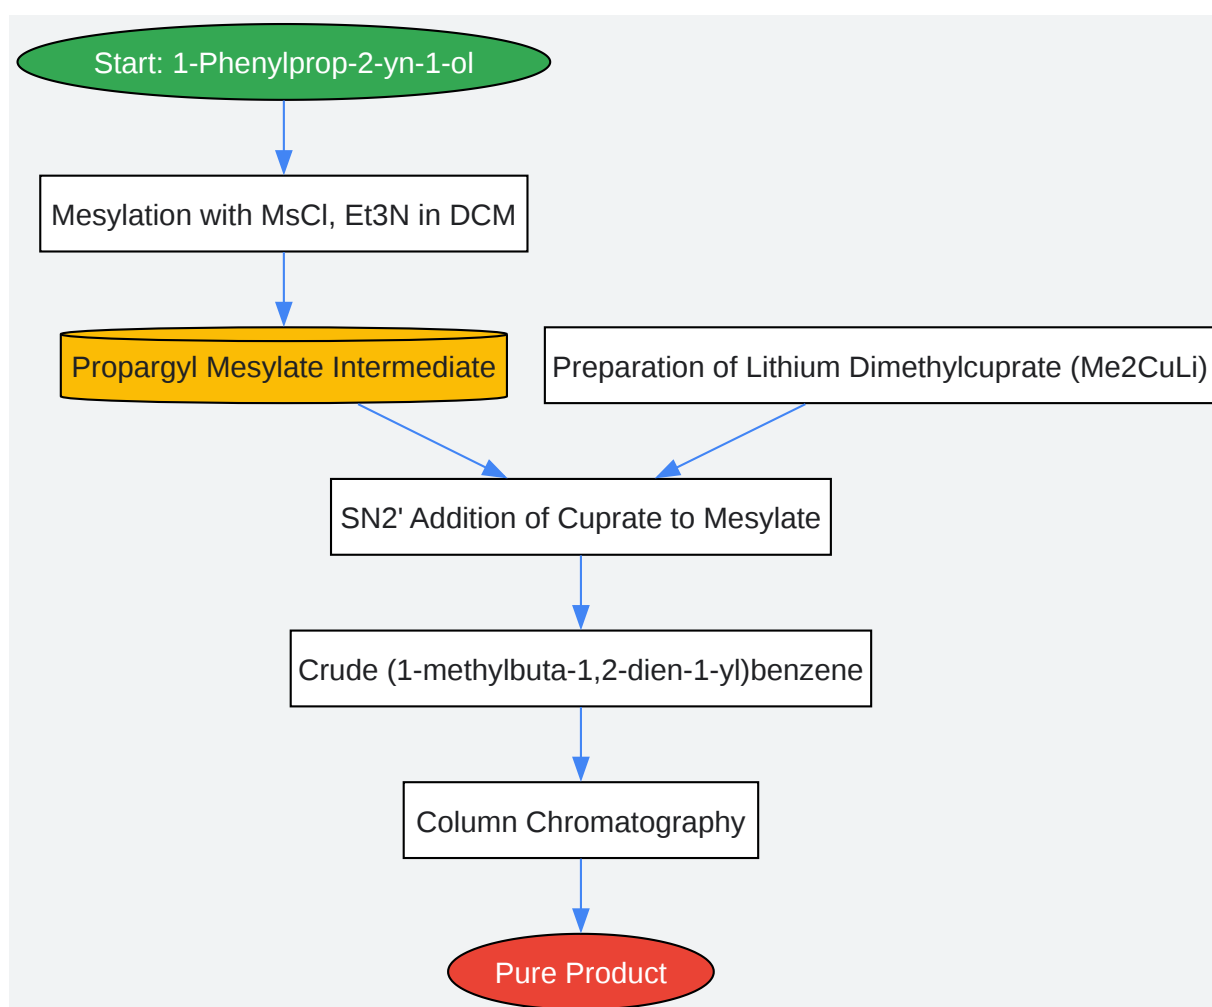 Start: 1-Phenylprop-2-yn-1-ol
Mesylation with MsCl, Et3N in DCM
Propargyl Mesylate Intermediate
Preparation of Lithium Dimethylcuprate (Me2CuLi)
SN2' Addition of Cuprate to Mesylate
Crude (1-methylbuta-1,2-dien-1-yl)benzene
Column Chromatography
Pure Product